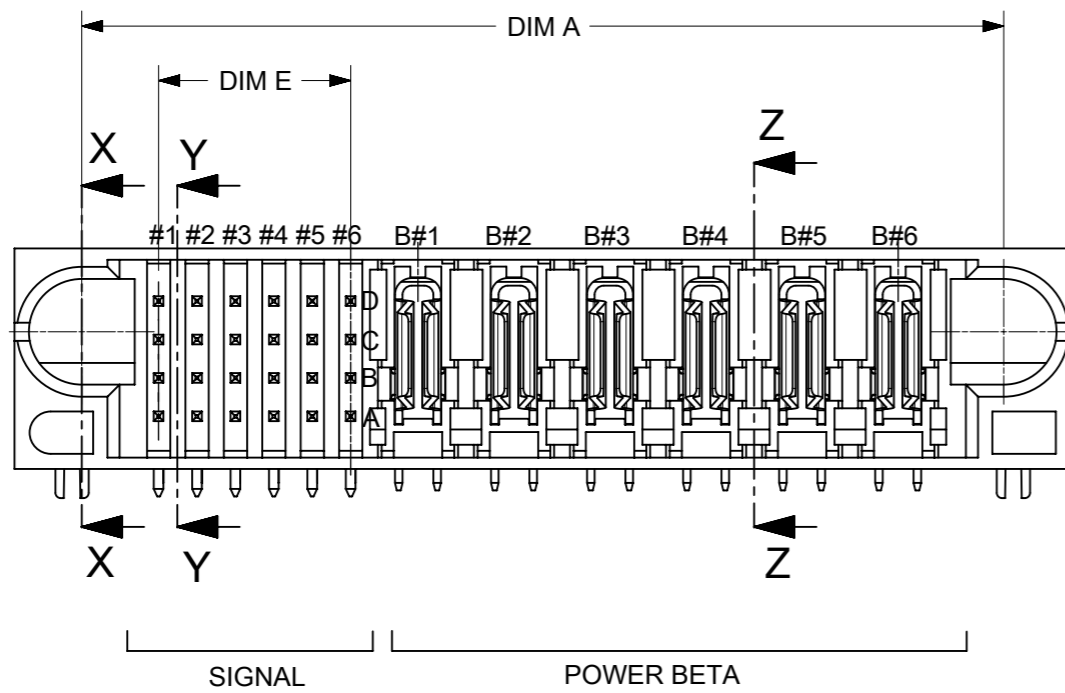 DIM A
DIM E
X Y Z
#1 #2 #3 #4 #5 #6 B#1 B#2 B#3 B#4 B#5 B#6
D
C
B
A
X Y Z
SIGNAL POWER BETA